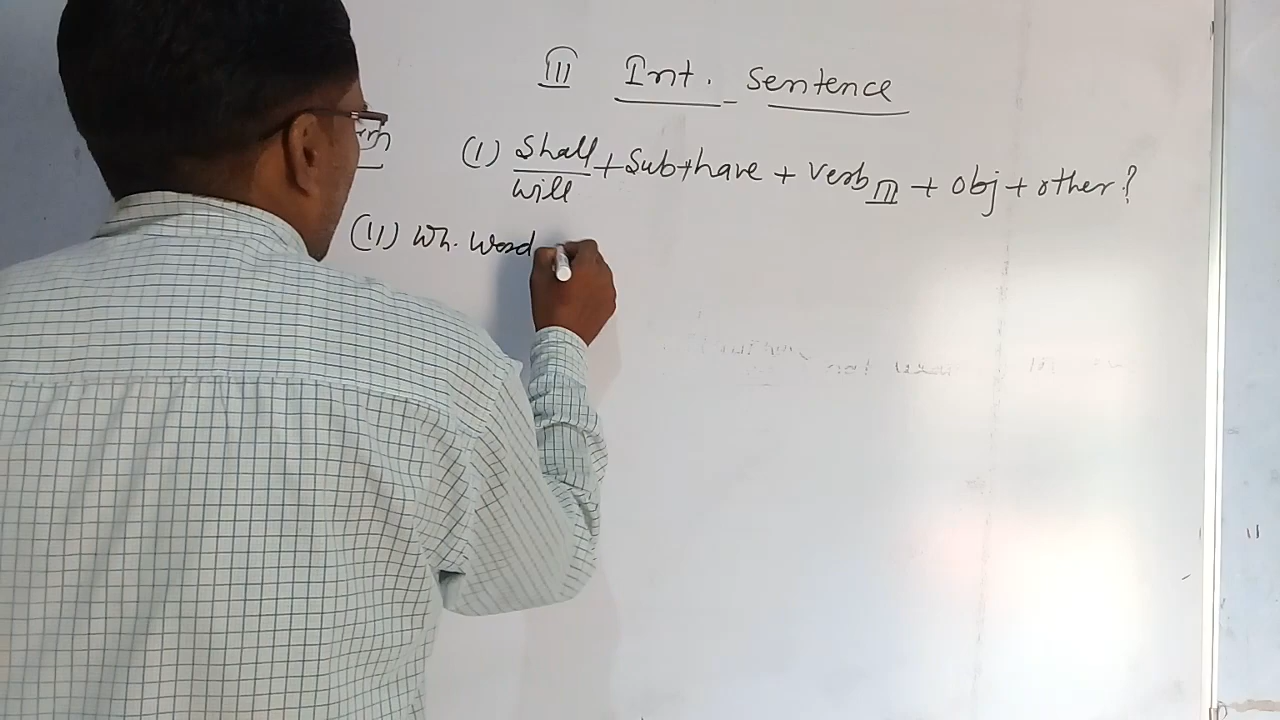 III Int. Sentence
(I) Shall/will + Sub + have + Verb III + obj + other?
(II) Wh. Word